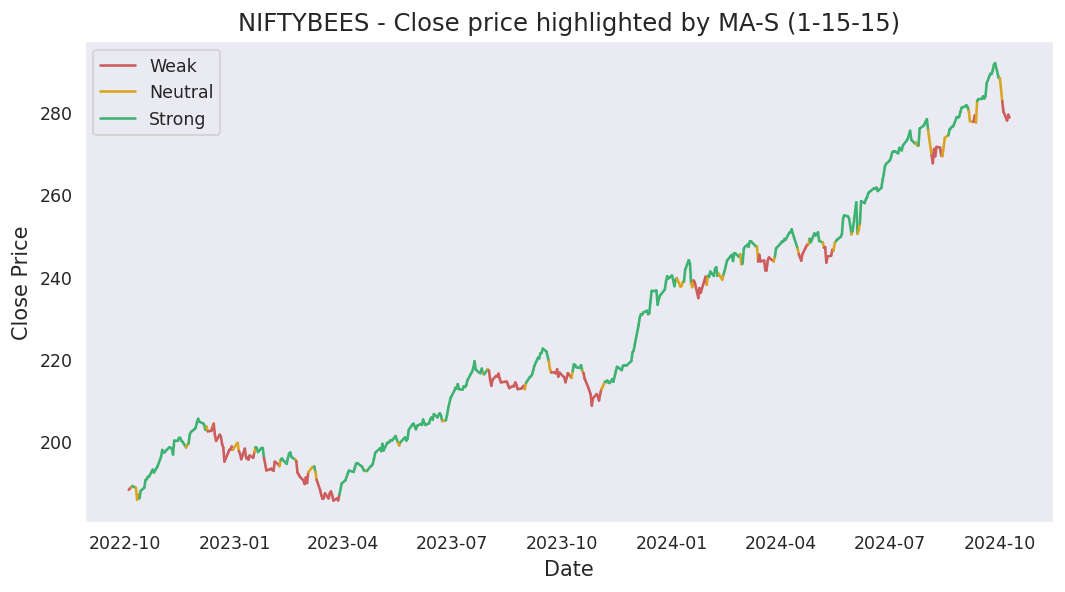 NIFTYBEES - Close price highlighted by MA-S (1-15-15)
Weak
Neutral
Strong
Close Price
280
260
240
220
200
2022-10 2023-01 2023-04 2023-07 2023-10 2024-01 2024-04 2024-07 2024-10
Date